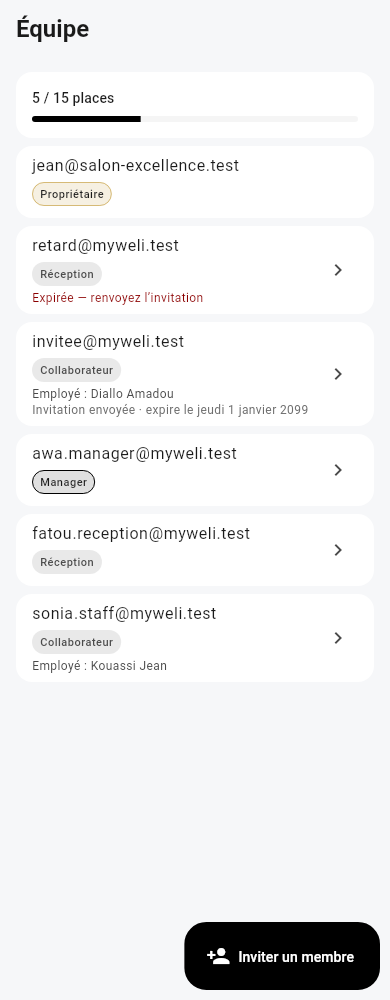 Équipe
5 / 15 places
jean@salon-excellence.test
Propriétaire
retard@myweli.test
Réception
Expirée — renvoyez l'invitation
invitee@myweli.test
Collaborateur
Employé : Diallo Amadou
Invitation envoyée · expire le jeudi 1 janvier 2099
awa.manager@myweli.test
Manager
fatou.reception@myweli.test
Réception
sonia.staff@myweli.test
Collaborateur
Employé : Kouassi Jean
Inviter un membre